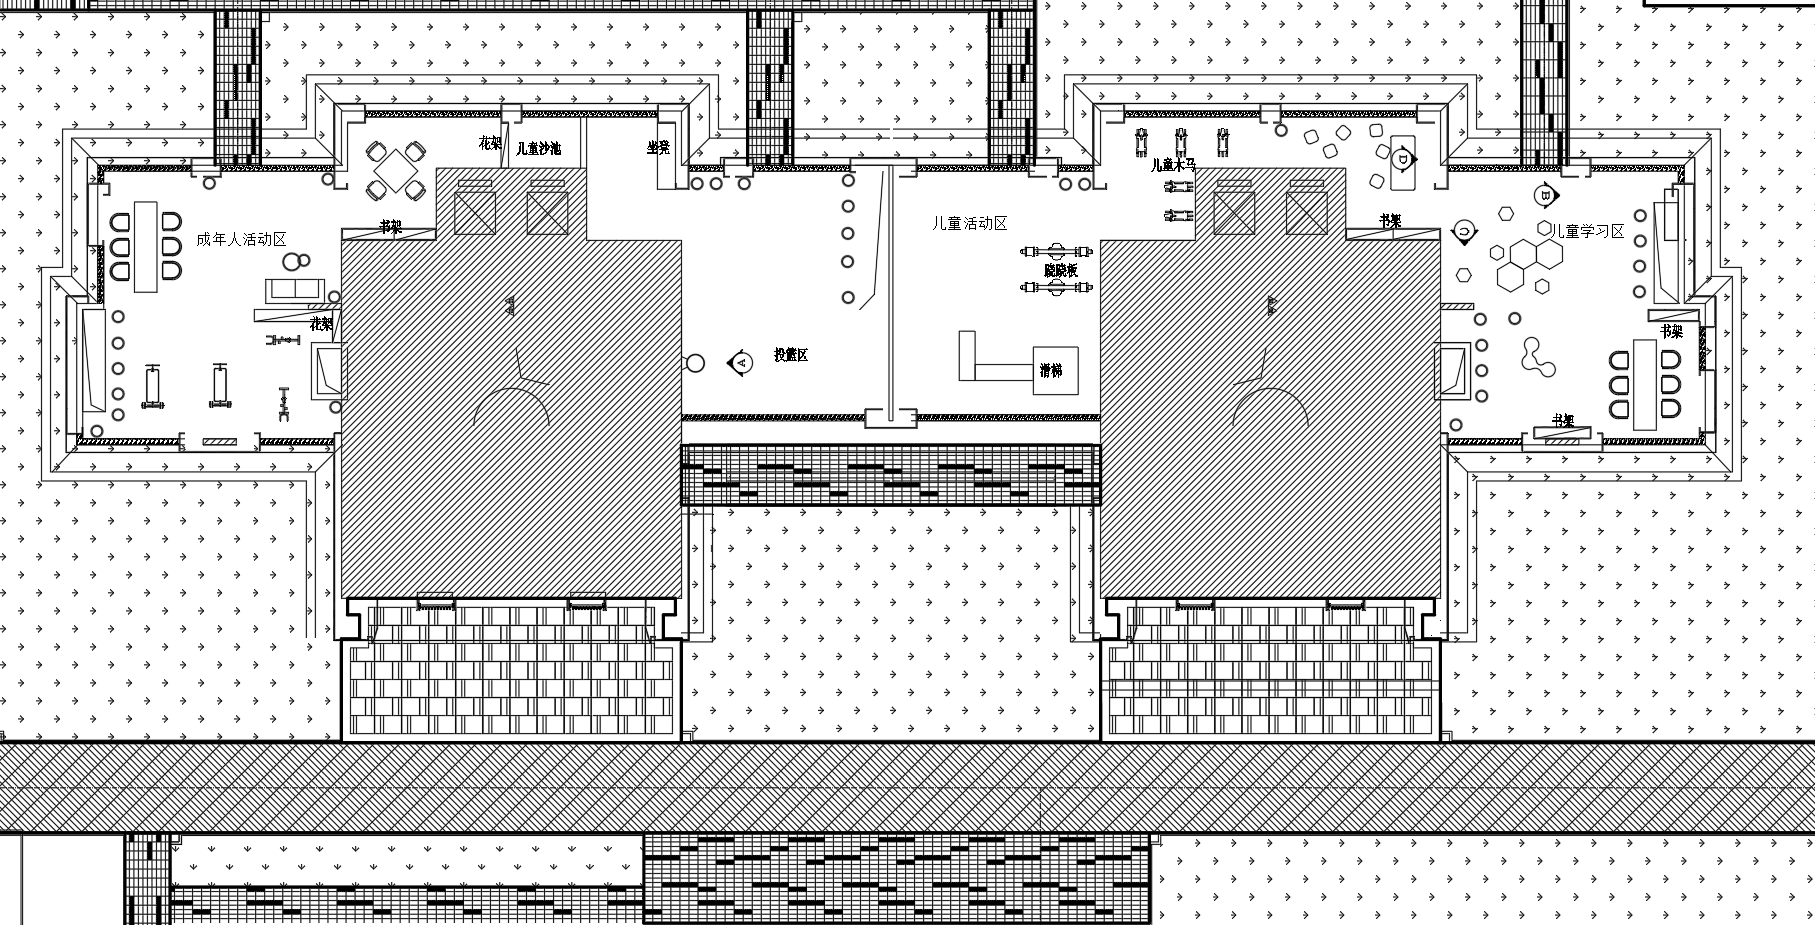 花架
儿童沙池
坐凳
儿童木马
D
B
书架
成年人活动区
儿童活动区
书架
C
儿童学习区
跷跷板
花架
书架
投篮区
A
滑梯
书架